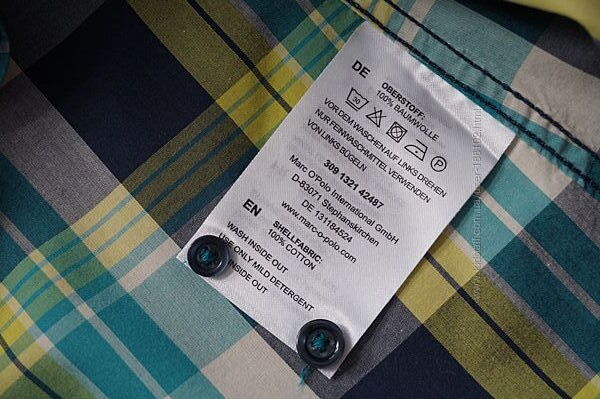 DE
OBERSTOFF:
100% BAUMWOLLE
30
P
VOR DEM WASCHEN AUF LINKS DREHEN
NUR FEINWASCHMITTEL VERWENDEN
VON LINKS BÜGELN
309 1321 42487
Marc O'Polo International GmbH
D-83071 Stephanskirchen
DE 131184524
www.marc-o-polo.com
EN
SHELLFABRIC:
100% COTTON
WASH INSIDE OUT
USE ONLY MILD DETERGENT
INSIDE OUT